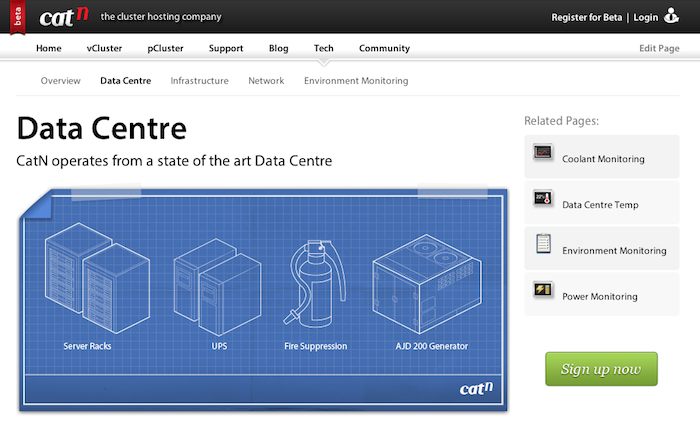 beta
catn the cluster hosting company
Register for Beta | Login
Home vCluster pCluster Support Blog Tech Community Edit Page
Overview Data Centre Infrastructure Network Environment Monitoring
Data Centre
CatN operates from a state of the art Data Centre
Server Racks UPS Fire Suppression AJD 200 Generator
catn
Related Pages:
Coolant Monitoring
22°c
Data Centre Temp
Environment Monitoring
Power Monitoring
Sign up now